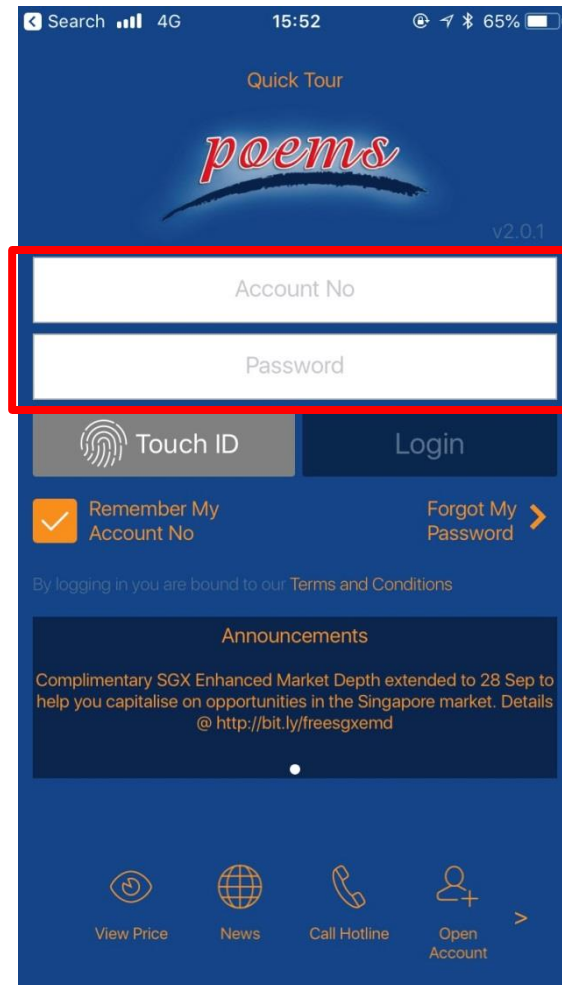 Search 4G 15:52 65%
Quick Tour
poems
v2.0.1
Account No
Password
Touch ID Login
Remember My
Account No
Forgot My
Password
By logging in you are bound to our Terms and Conditions
Announcements
Complimentary SGX Enhanced Market Depth extended to 28 Sep to
help you capitalise on opportunities in the Singapore market. Details
@ http://bit.ly/freesgxemd
View Price News Call Hotline Open
Account
>